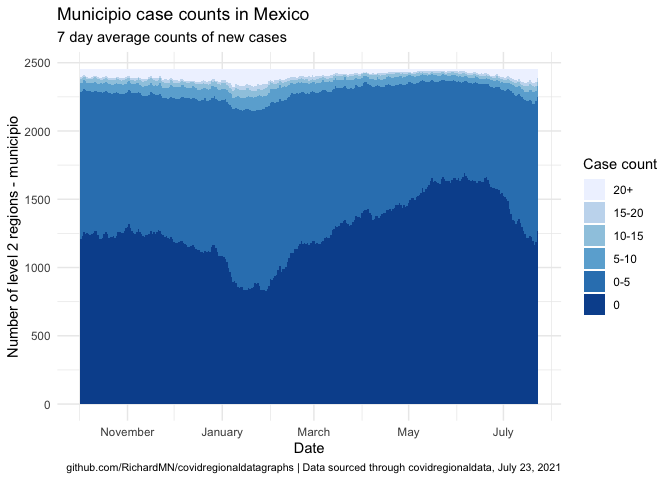 Municipio case counts in Mexico
7 day average counts of new cases
Number of level 2 regions - municipio
2500
2000
1500
1000
500
0
November
January
March
May
July
Date
Case count
20+
15-20
10-15
5-10
0-5
0
github.com/RichardMN/covidregionaldatagraphs | Data sourced through covidregionaldata, July 23, 2021